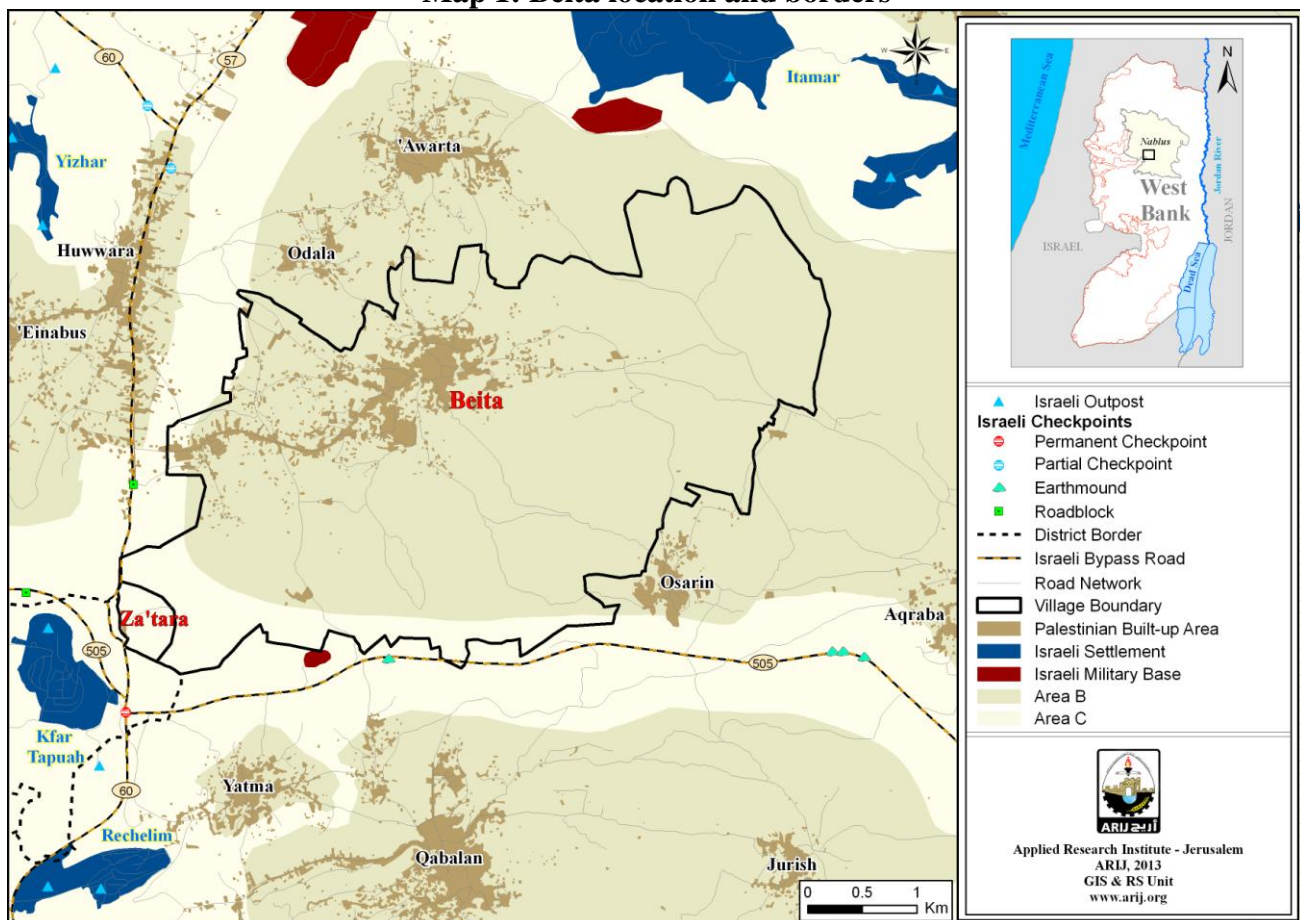 Map 1: Beita location and borders
60
57
Itamar
W
E
'Awarta
Yizhar
Huwwara
Odala
'Einabus
Beita
Osarin
Aqraba
Za'tara
505
505
Kfar
Tapuah
60
Yatma
Rechelim
Qabalan
Jurish
0 0.5 1
Km
N
Mediterranean Sea
Nablus
West
Bank
Jordan River
JORDAN
ISRAEL
Dead Sea
Israeli Outpost
Israeli Checkpoints
Permanent Checkpoint
Partial Checkpoint
Earthmound
Roadblock
District Border
Israeli Bypass Road
Road Network
Village Boundary
Palestinian Built-up Area
Israeli Settlement
Israeli Military Base
Area B
Area C
ARIJ أريج
Applied Research Institute - Jerusalem
ARIJ, 2013
GIS & RS Unit
www.arij.org